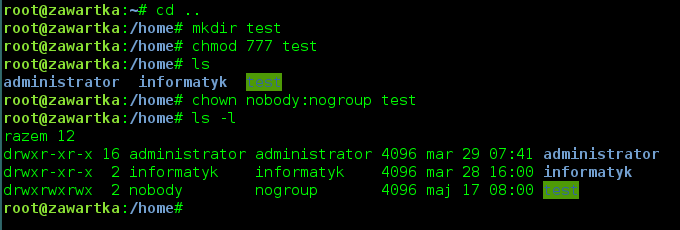 root@zawartka:~# cd ..
root@zawartka:/home# mkdir test
root@zawartka:/home# chmod 777 test
root@zawartka:/home# ls
administrator  informatyk  test
root@zawartka:/home# chown nobody:nogroup test
root@zawartka:/home# ls -l
razem 12
drwxr-xr-x 16 administrator administrator 4096 mar 29 07:41 administrator
drwxr-xr-x  2 informatyk    informatyk    4096 mar 28 16:00 informatyk
drwxrwxrwx  2 nobody        nogroup       4096 maj 17 08:00 test
root@zawartka:/home#